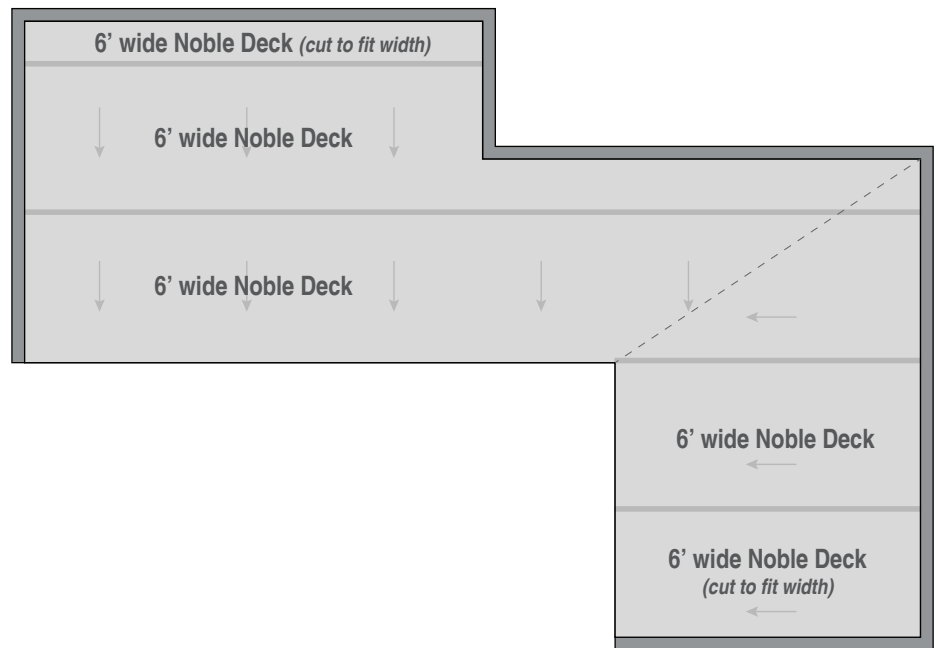 6’ wide Noble Deck (cut to fit width)
6’ wide Noble Deck
6’ wide Noble Deck
6’ wide Noble Deck
6’ wide Noble Deck
(cut to fit width)